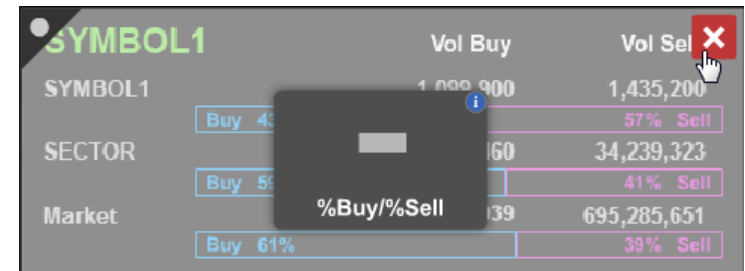 SYMBOL1 Vol Buy Vol Sel
SYMBOL1 1,099,900 1,435,200
Buy 43 57% Sell
SECTOR 460 34,239,323
Buy 59 41% Sell
%Buy/%Sell
Market 039 695,285,651
Buy 61% 39% Sell